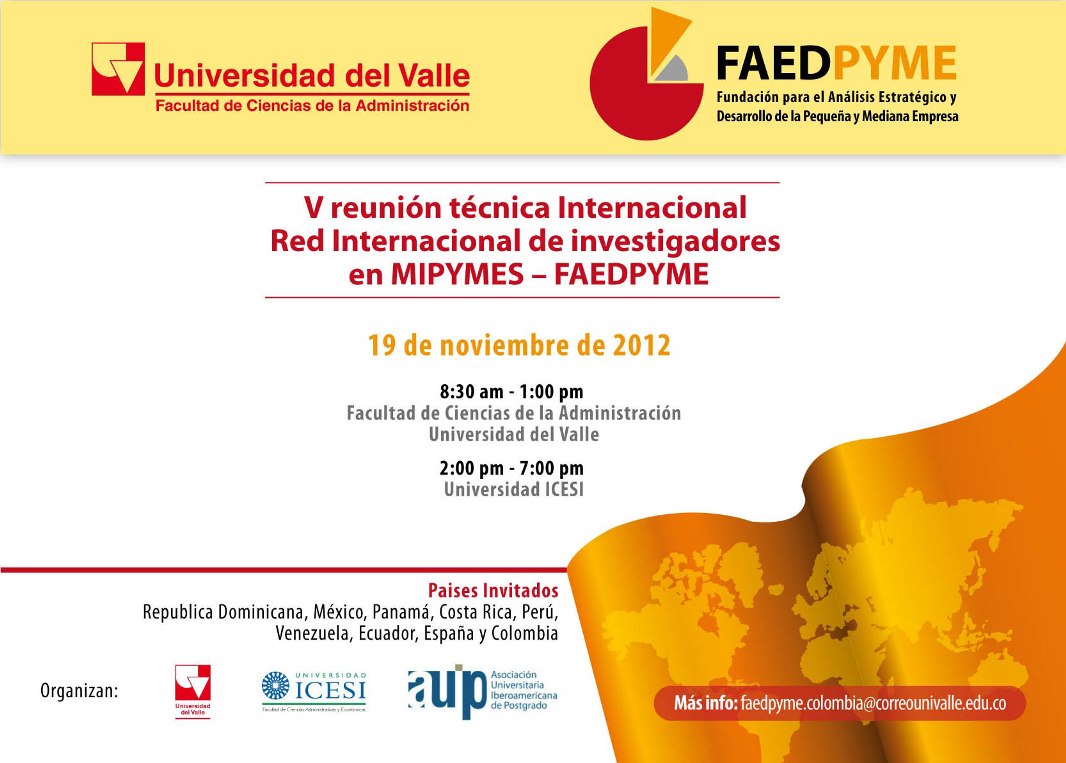 Universidad del Valle
Facultad de Ciencias de la Administración
FAEDPYME
Fundación para el Análisis Estratégico y
Desarrollo de la Pequeña y Mediana Empresa
V reunión técnica Internacional
Red Internacional de investigadores
en MIPYMES – FAEDPYME
19 de noviembre de 2012
8:30 am - 1:00 pm
Facultad de Ciencias de la Administración
Universidad del Valle
2:00 pm - 7:00 pm
Universidad ICESI
Paises Invitados
Republica Dominicana, México, Panamá, Costa Rica, Perú,
Venezuela, Ecuador, España y Colombia
Organizan:
Universidad
del Valle
UNIVERSIDAD
ICESI
Facultad de Ciencias Administrativas y Económicas
auip
Asociación
Universitaria
Iberoamericana
de Postgrado
Más info: faedpyme.colombia@correounivalle.edu.co